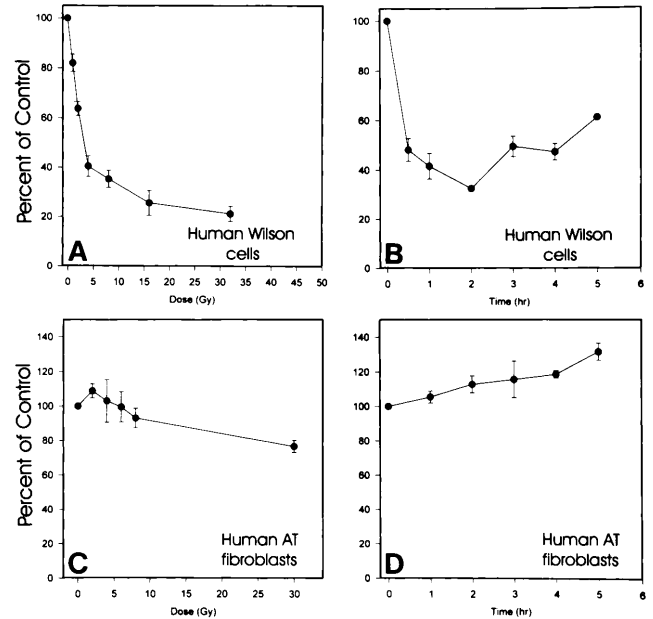 100
80
60
40
20
0
Percent of Control
A
Human Wilson
cells
0 5 10 15 20 25 30 35 40 45 50
Dose (Gy)
100
80
60
40
20
0
B
Human Wilson
cells
0 1 2 3 4 5 6
Time (hr)
140
120
100
80
60
40
20
0
Percent of Control
C
Human AT
fibroblasts
0 5 10 15 20 25 30
Dose (Gy)
140
120
100
80
60
40
20
0
D
Human AT
fibroblasts
0 1 2 3 4 5 6
Time (hr)